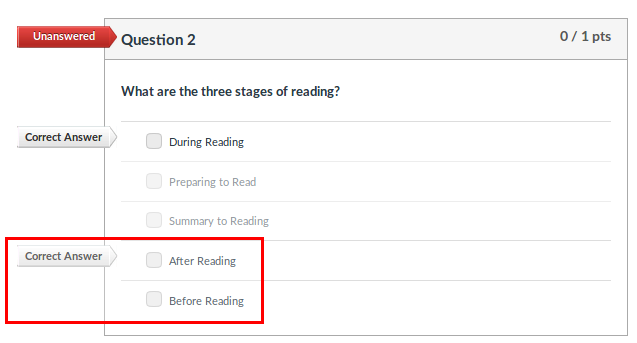 Unanswered
Question 2
0 / 1 pts
What are the three stages of reading?
Correct Answer
During Reading
Preparing to Read
Summary to Reading
Correct Answer
After Reading
Before Reading